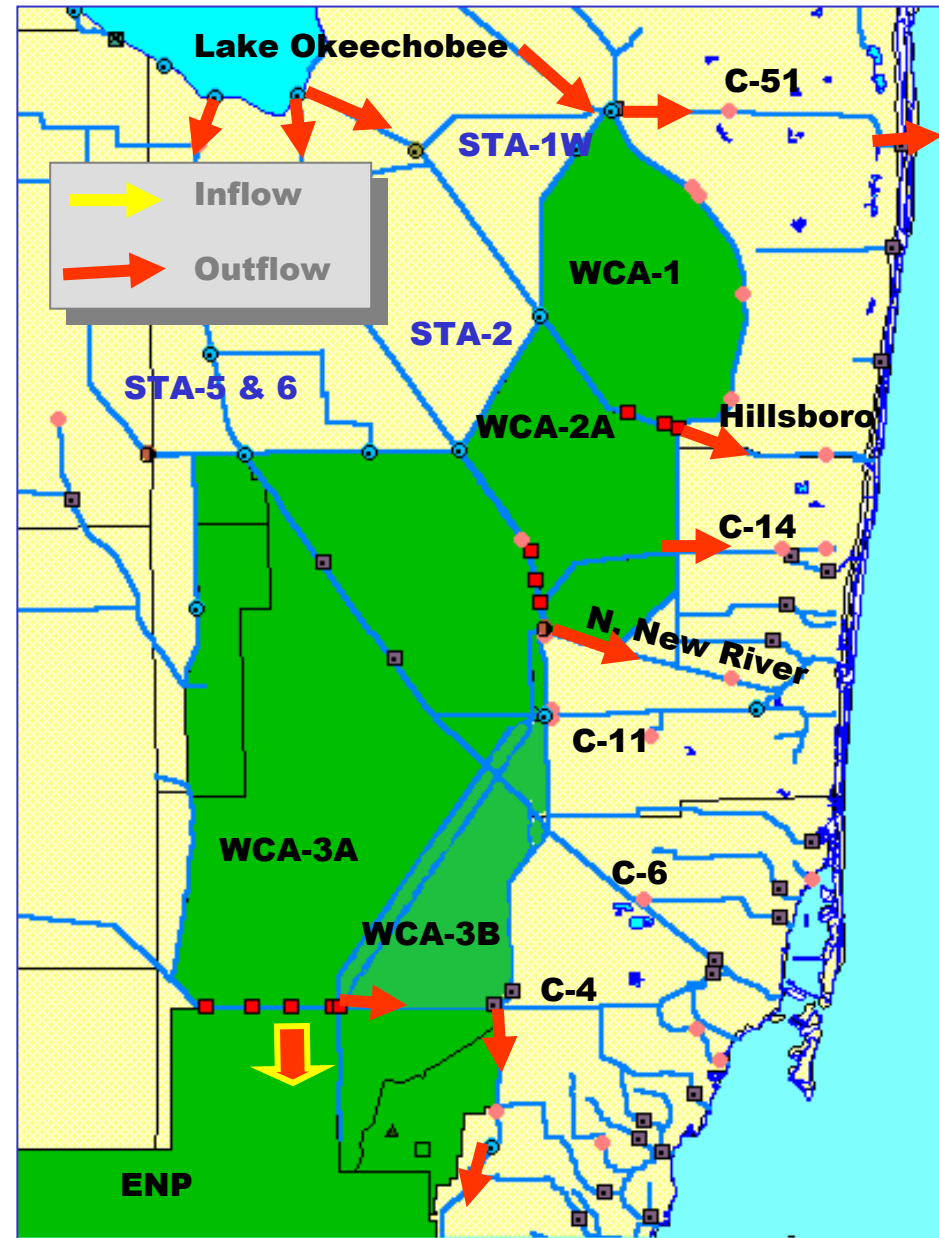 Lake Okeechobee
C-51
STA-1W
Inflow
Outflow
WCA-1
STA-2
STA-5 & 6
WCA-2A
Hillsboro
C-14
N. New River
C-11
WCA-3A
C-6
WCA-3B
C-4
ENP